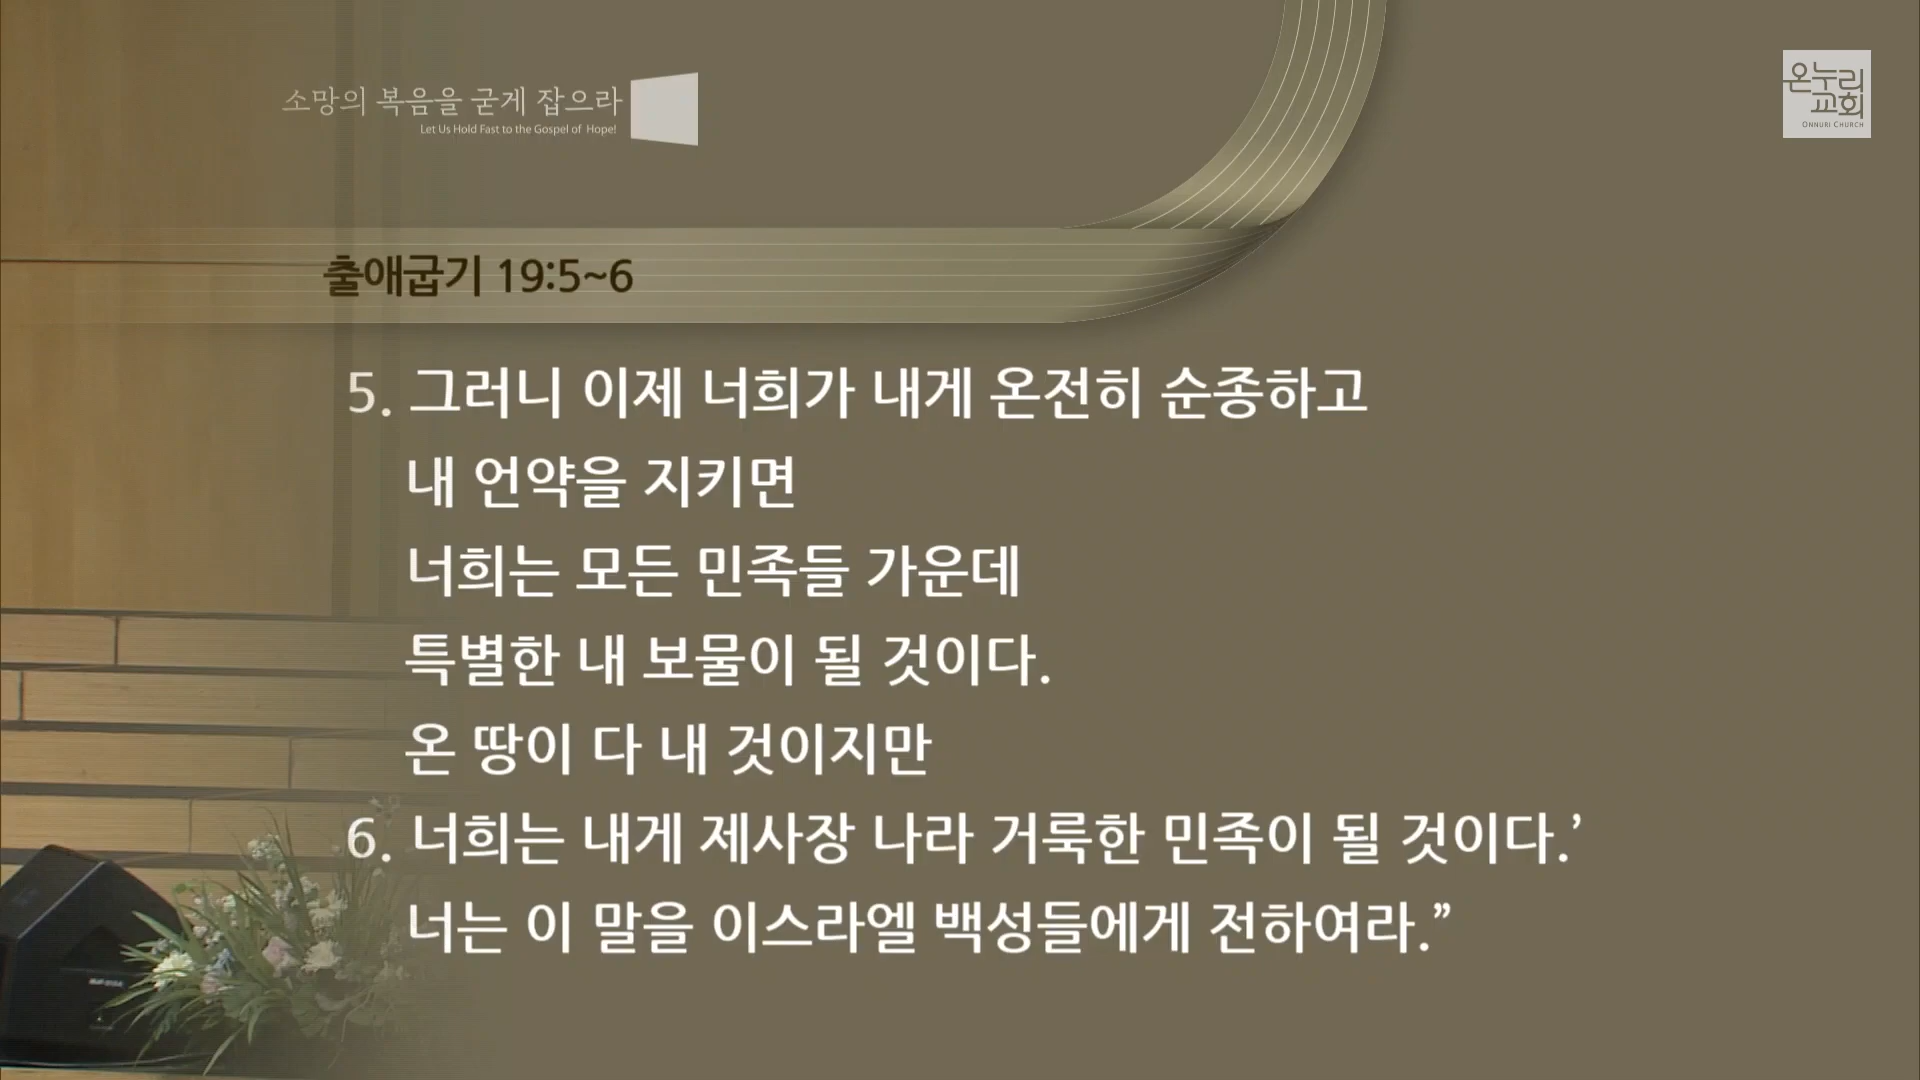 소망의 복음을 굳게 잡으라
Let Us Hold Fast to the Gospel of Hope!
온누리
교회
ONNURI CHURCH
출애굽기 19:5~6
5. 그러니 이제 너희가 내게 온전히 순종하고
내 언약을 지키면
너희는 모든 민족들 가운데
특별한 내 보물이 될 것이다.
온 땅이 다 내 것이지만
6. 너희는 내게 제사장 나라 거룩한 민족이 될 것이다.’
너는 이 말을 이스라엘 백성들에게 전하여라.”